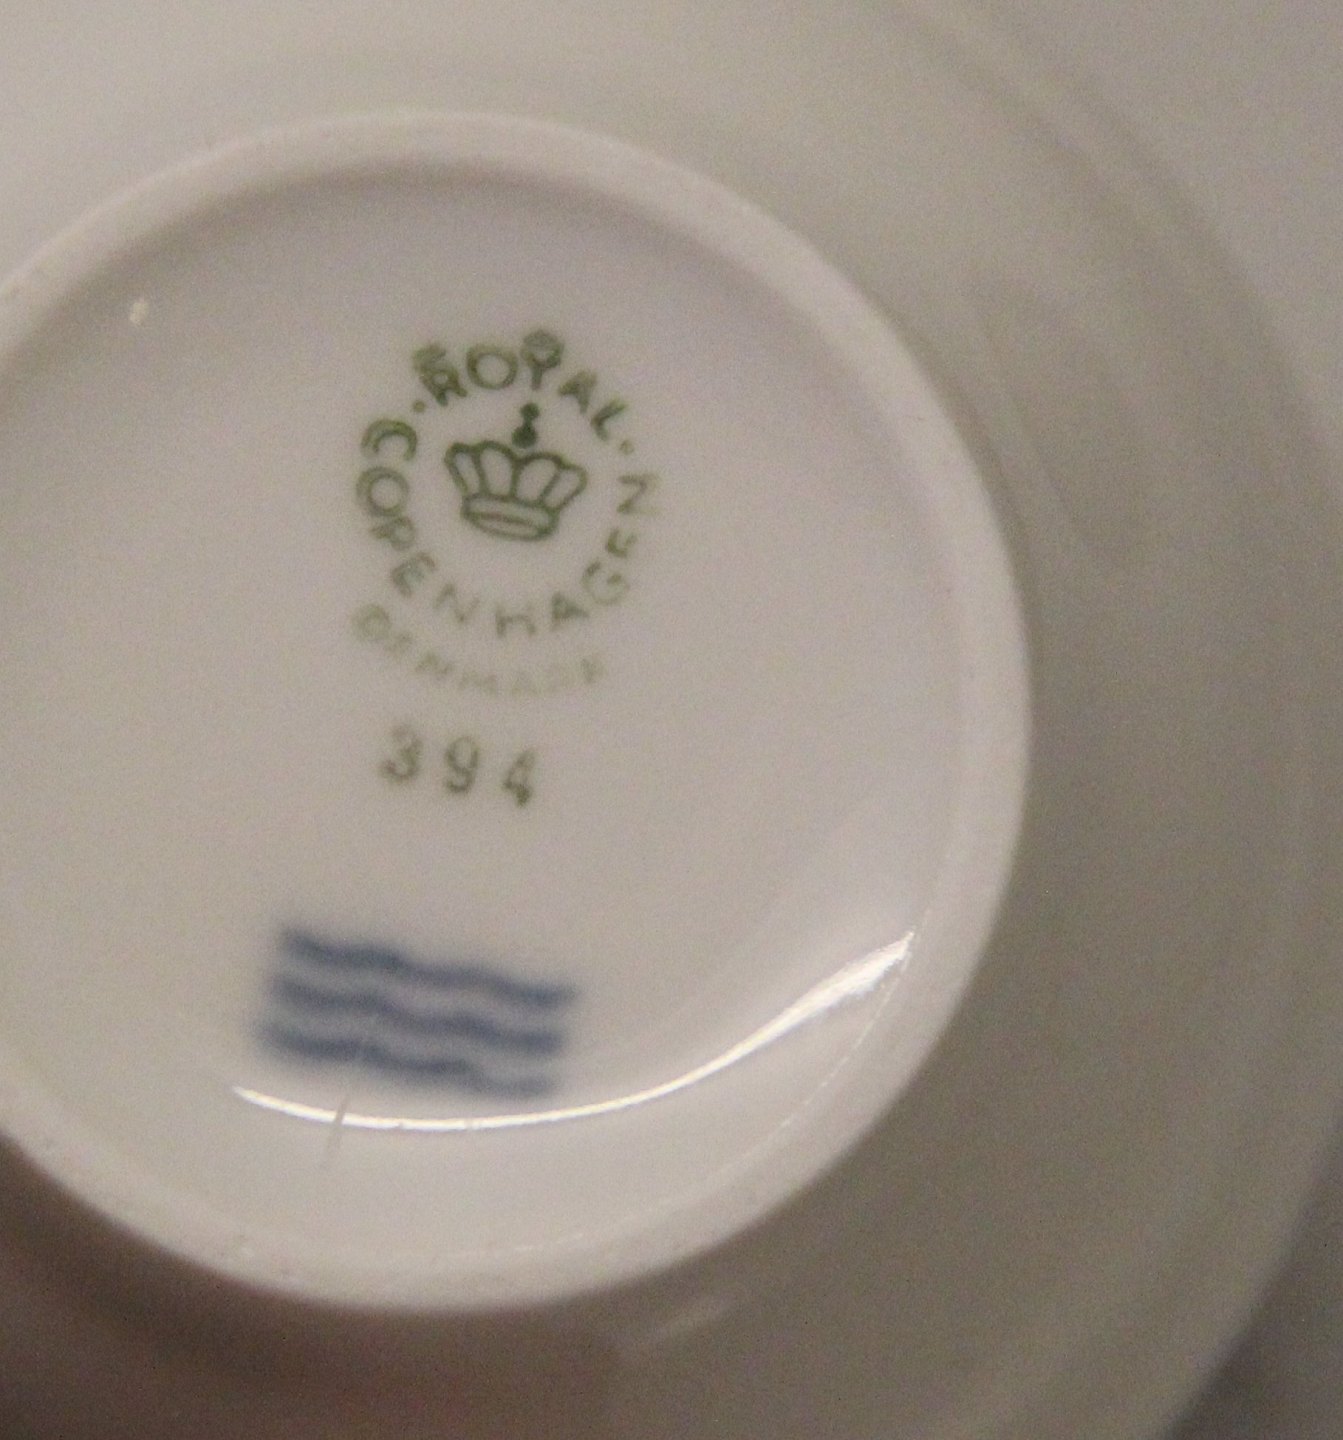 ROYAL · COPENHAGEN ·
DENMARK
394